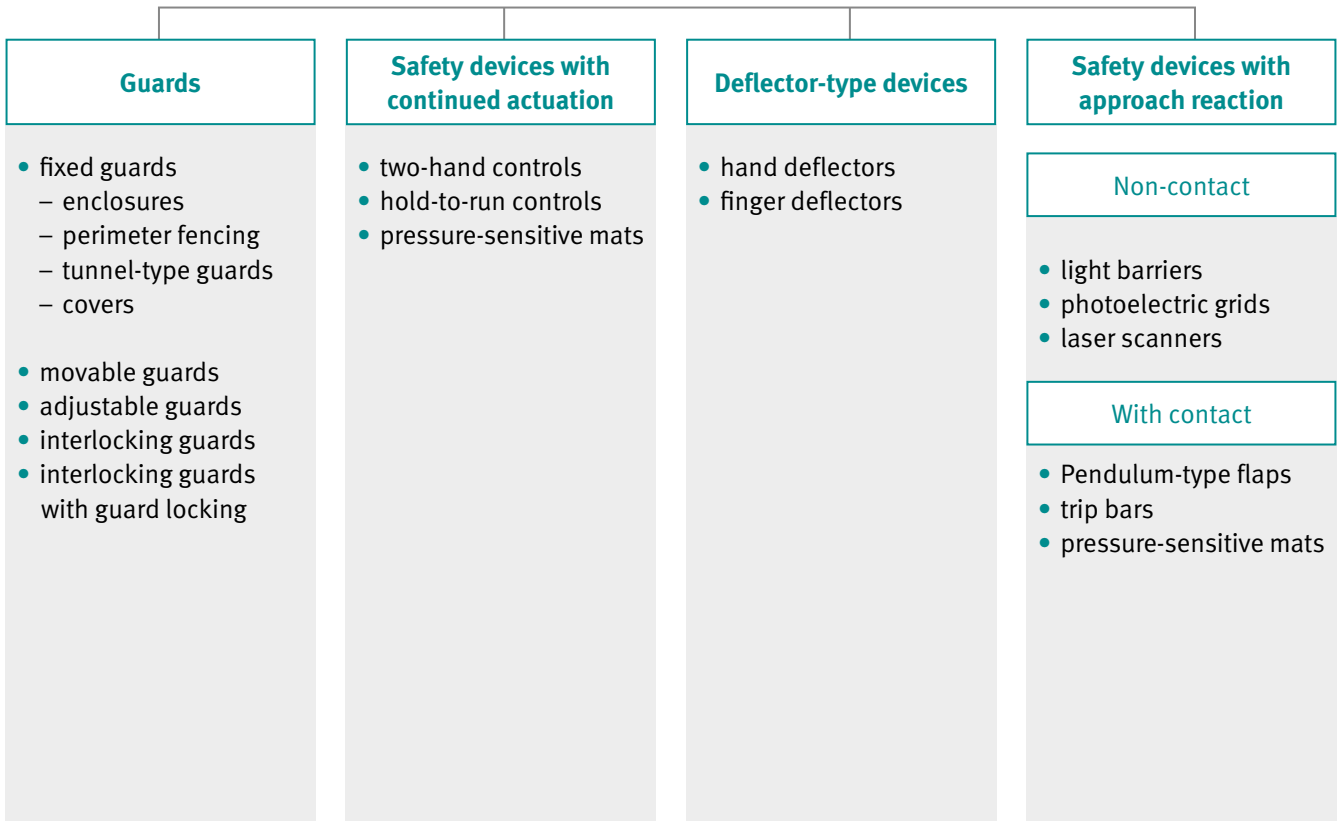 Guards
• fixed guards
– enclosures
– perimeter fencing
– tunnel-type guards
– covers
• movable guards
• adjustable guards
• interlocking guards
• interlocking guards
with guard locking
Safety devices with
continued actuation
• two-hand controls
• hold-to-run controls
• pressure-sensitive mats
Deflector-type devices
• hand deflectors
• finger deflectors
Safety devices with
approach reaction
Non-contact
• light barriers
• photoelectric grids
• laser scanners
With contact
• Pendulum-type flaps
• trip bars
• pressure-sensitive mats